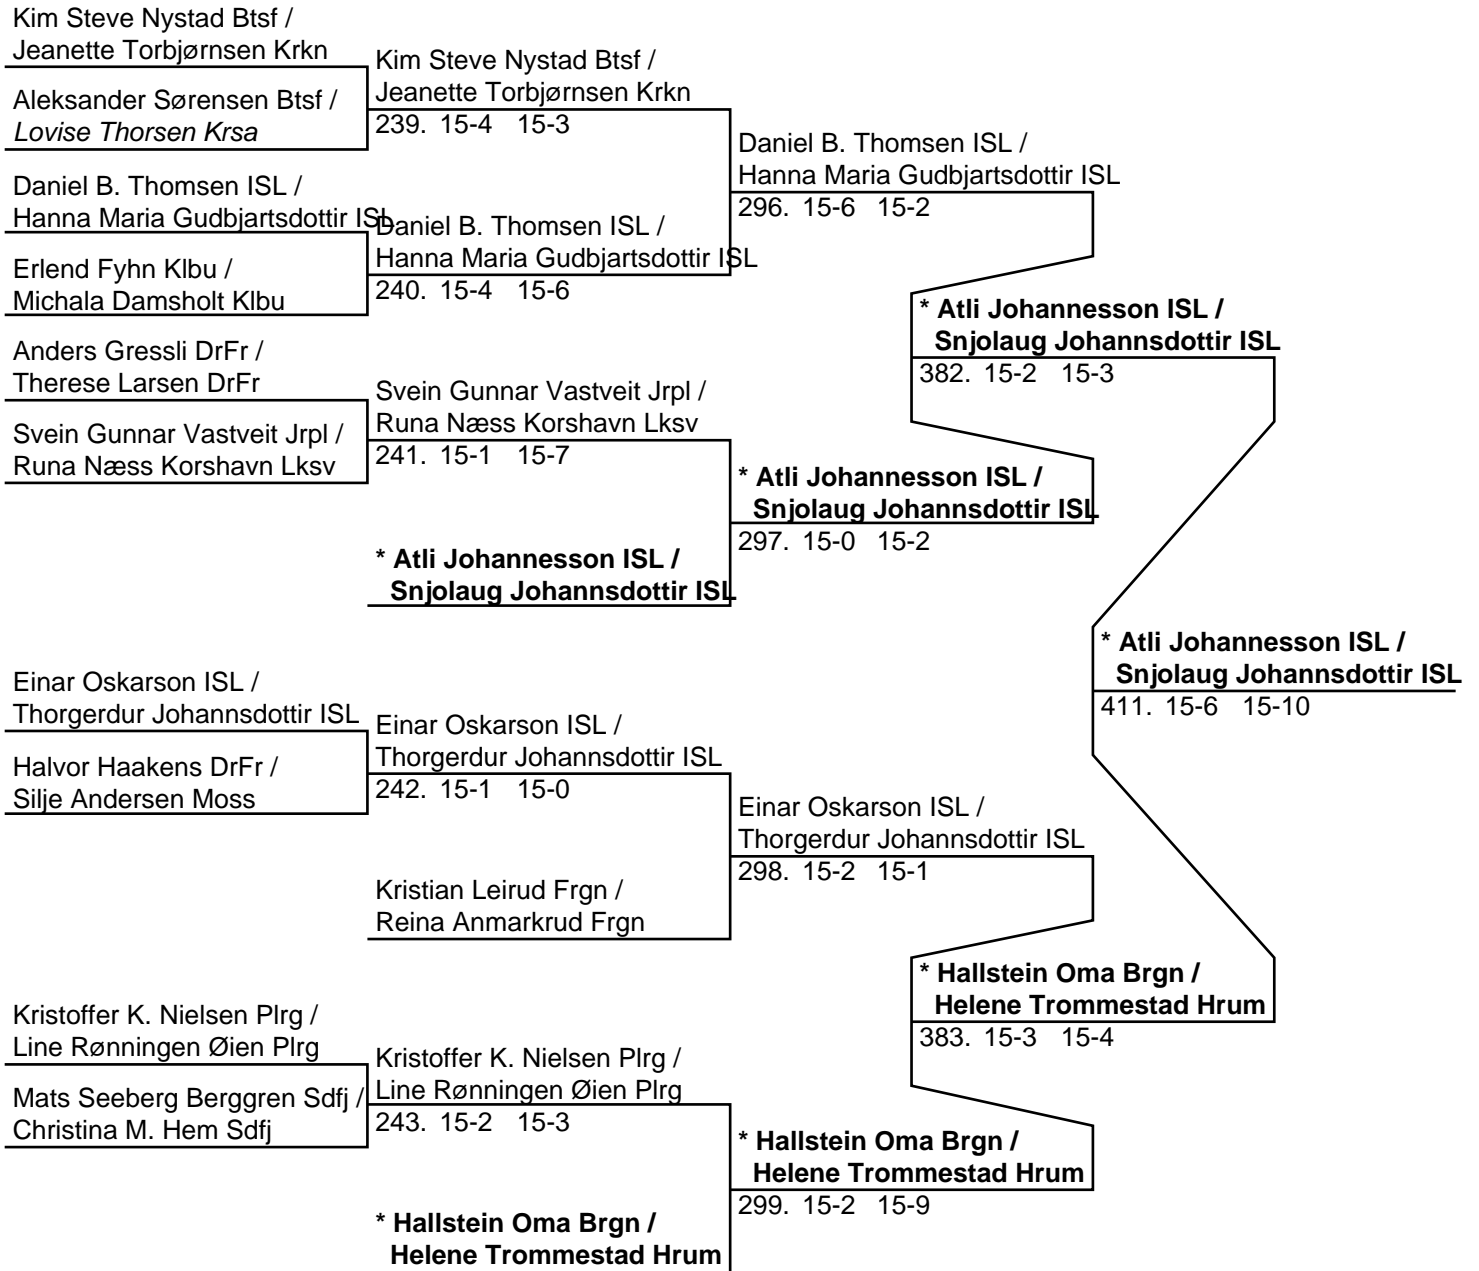 Kim Steve Nystad Btsf /
Jeanette Torbjørnsen Krkn
Aleksander Sørensen Btsf /
Lovise Thorsen Krsa
Daniel B. Thomsen ISL /
Hanna Maria Gudbjartsdottir ISL
Erlend Fyhn Klbu /
Michala Damsholt Klbu
Anders Gressli DrFr /
Therese Larsen DrFr
Svein Gunnar Vastveit Jrpl /
Runa Næss Korshavn Lksv
Einar Oskarson ISL /
Thorgerdur Johannsdottir ISL
Halvor Haakens DrFr /
Silje Andersen Moss
Kristoffer K. Nielsen Plrg /
Line Rønningen Øien Plrg
Mats Seeberg Berggren Sdfj /
Christina M. Hem Sdfj
Kim Steve Nystad Btsf /
Jeanette Torbjørnsen Krkn
239. 15-4 15-3
Daniel B. Thomsen ISL /
Hanna Maria Gudbjartsdottir ISL
240. 15-4 15-6
Svein Gunnar Vastveit Jrpl /
Runa Næss Korshavn Lksv
241. 15-1 15-7
* Atli Johannesson ISL /
Snjolaug Johannsdottir ISL
Einar Oskarson ISL /
Thorgerdur Johannsdottir ISL
242. 15-1 15-0
Kristian Leirud Frgn /
Reina Anmarkrud Frgn
Kristoffer K. Nielsen Plrg /
Line Rønningen Øien Plrg
243. 15-2 15-3
* Hallstein Oma Brgn /
Helene Trommestad Hrum
Daniel B. Thomsen ISL /
Hanna Maria Gudbjartsdottir ISL
296. 15-6 15-2
* Atli Johannesson ISL /
Snjolaug Johannsdottir ISL
297. 15-0 15-2
Einar Oskarson ISL /
Thorgerdur Johannsdottir ISL
298. 15-2 15-1
* Hallstein Oma Brgn /
Helene Trommestad Hrum
299. 15-2 15-9
* Atli Johannesson ISL /
Snjolaug Johannsdottir ISL
382. 15-2 15-3
* Hallstein Oma Brgn /
Helene Trommestad Hrum
383. 15-3 15-4
* Atli Johannesson ISL /
Snjolaug Johannsdottir ISL
411. 15-6 15-10